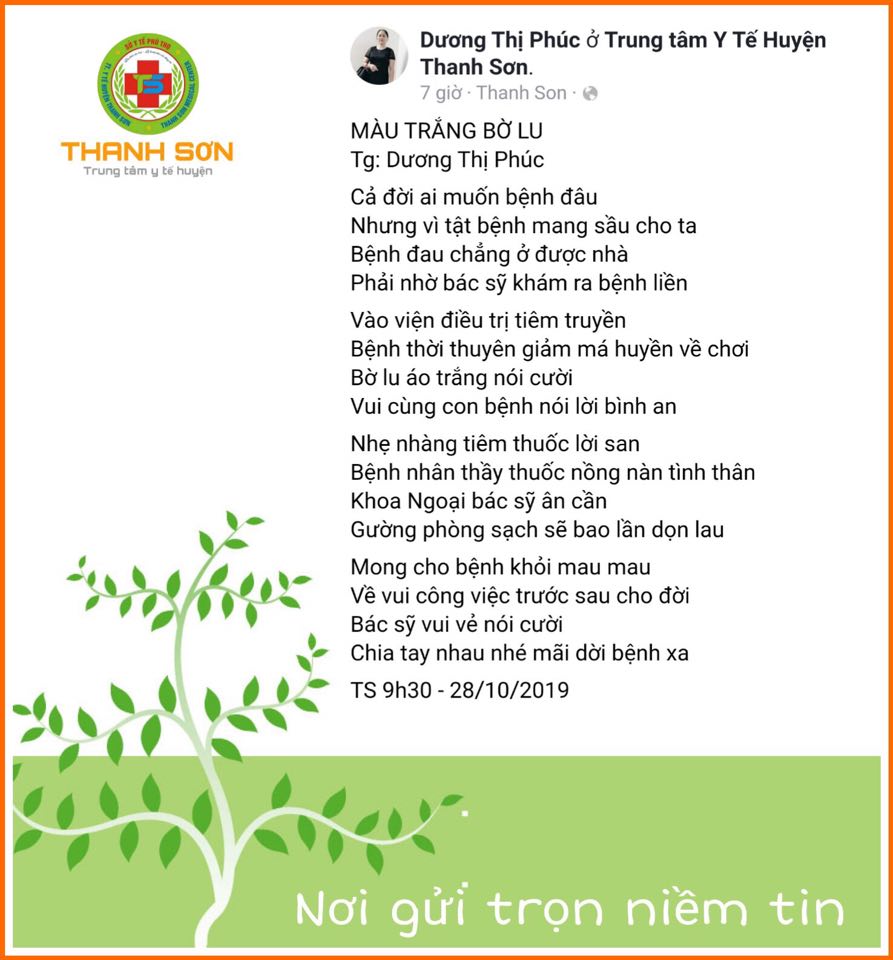 SỞ Y TẾ PHÚ THỌ
TT. Y TẾ HUYỆN THANH SƠN
THANH SON MEDICAL CENTER
TS
THANH SƠN
Trung tâm y tế huyện
Dương Thị Phúc ở Trung tâm Y Tế Huyện
Thanh Sơn.
7 giờ · Thanh Son ·
MÀU TRẮNG BỜ LU
Tg: Dương Thị Phúc
Cả đời ai muốn bệnh đâu
Nhưng vì tật bệnh mang sầu cho ta
Bệnh đau chẳng ở được nhà
Phải nhờ bác sỹ khám ra bệnh liền
Vào viện điều trị tiêm truyền
Bệnh thời thuyên giảm má huyền về chơi
Bờ lu áo trắng nói cười
Vui cùng con bệnh nói lời bình an
Nhẹ nhàng tiêm thuốc lời san
Bệnh nhân thầy thuốc nồng nàn tình thân
Khoa Ngoại bác sỹ ân cần
Gường phòng sạch sẽ bao lần dọn lau
Mong cho bệnh khỏi mau mau
Về vui công việc trước sau cho đời
Bác sỹ vui vẻ nói cười
Chia tay nhau nhé mãi dời bệnh xa
TS 9h30 - 28/10/2019
Nơi gửi trọn niềm tin